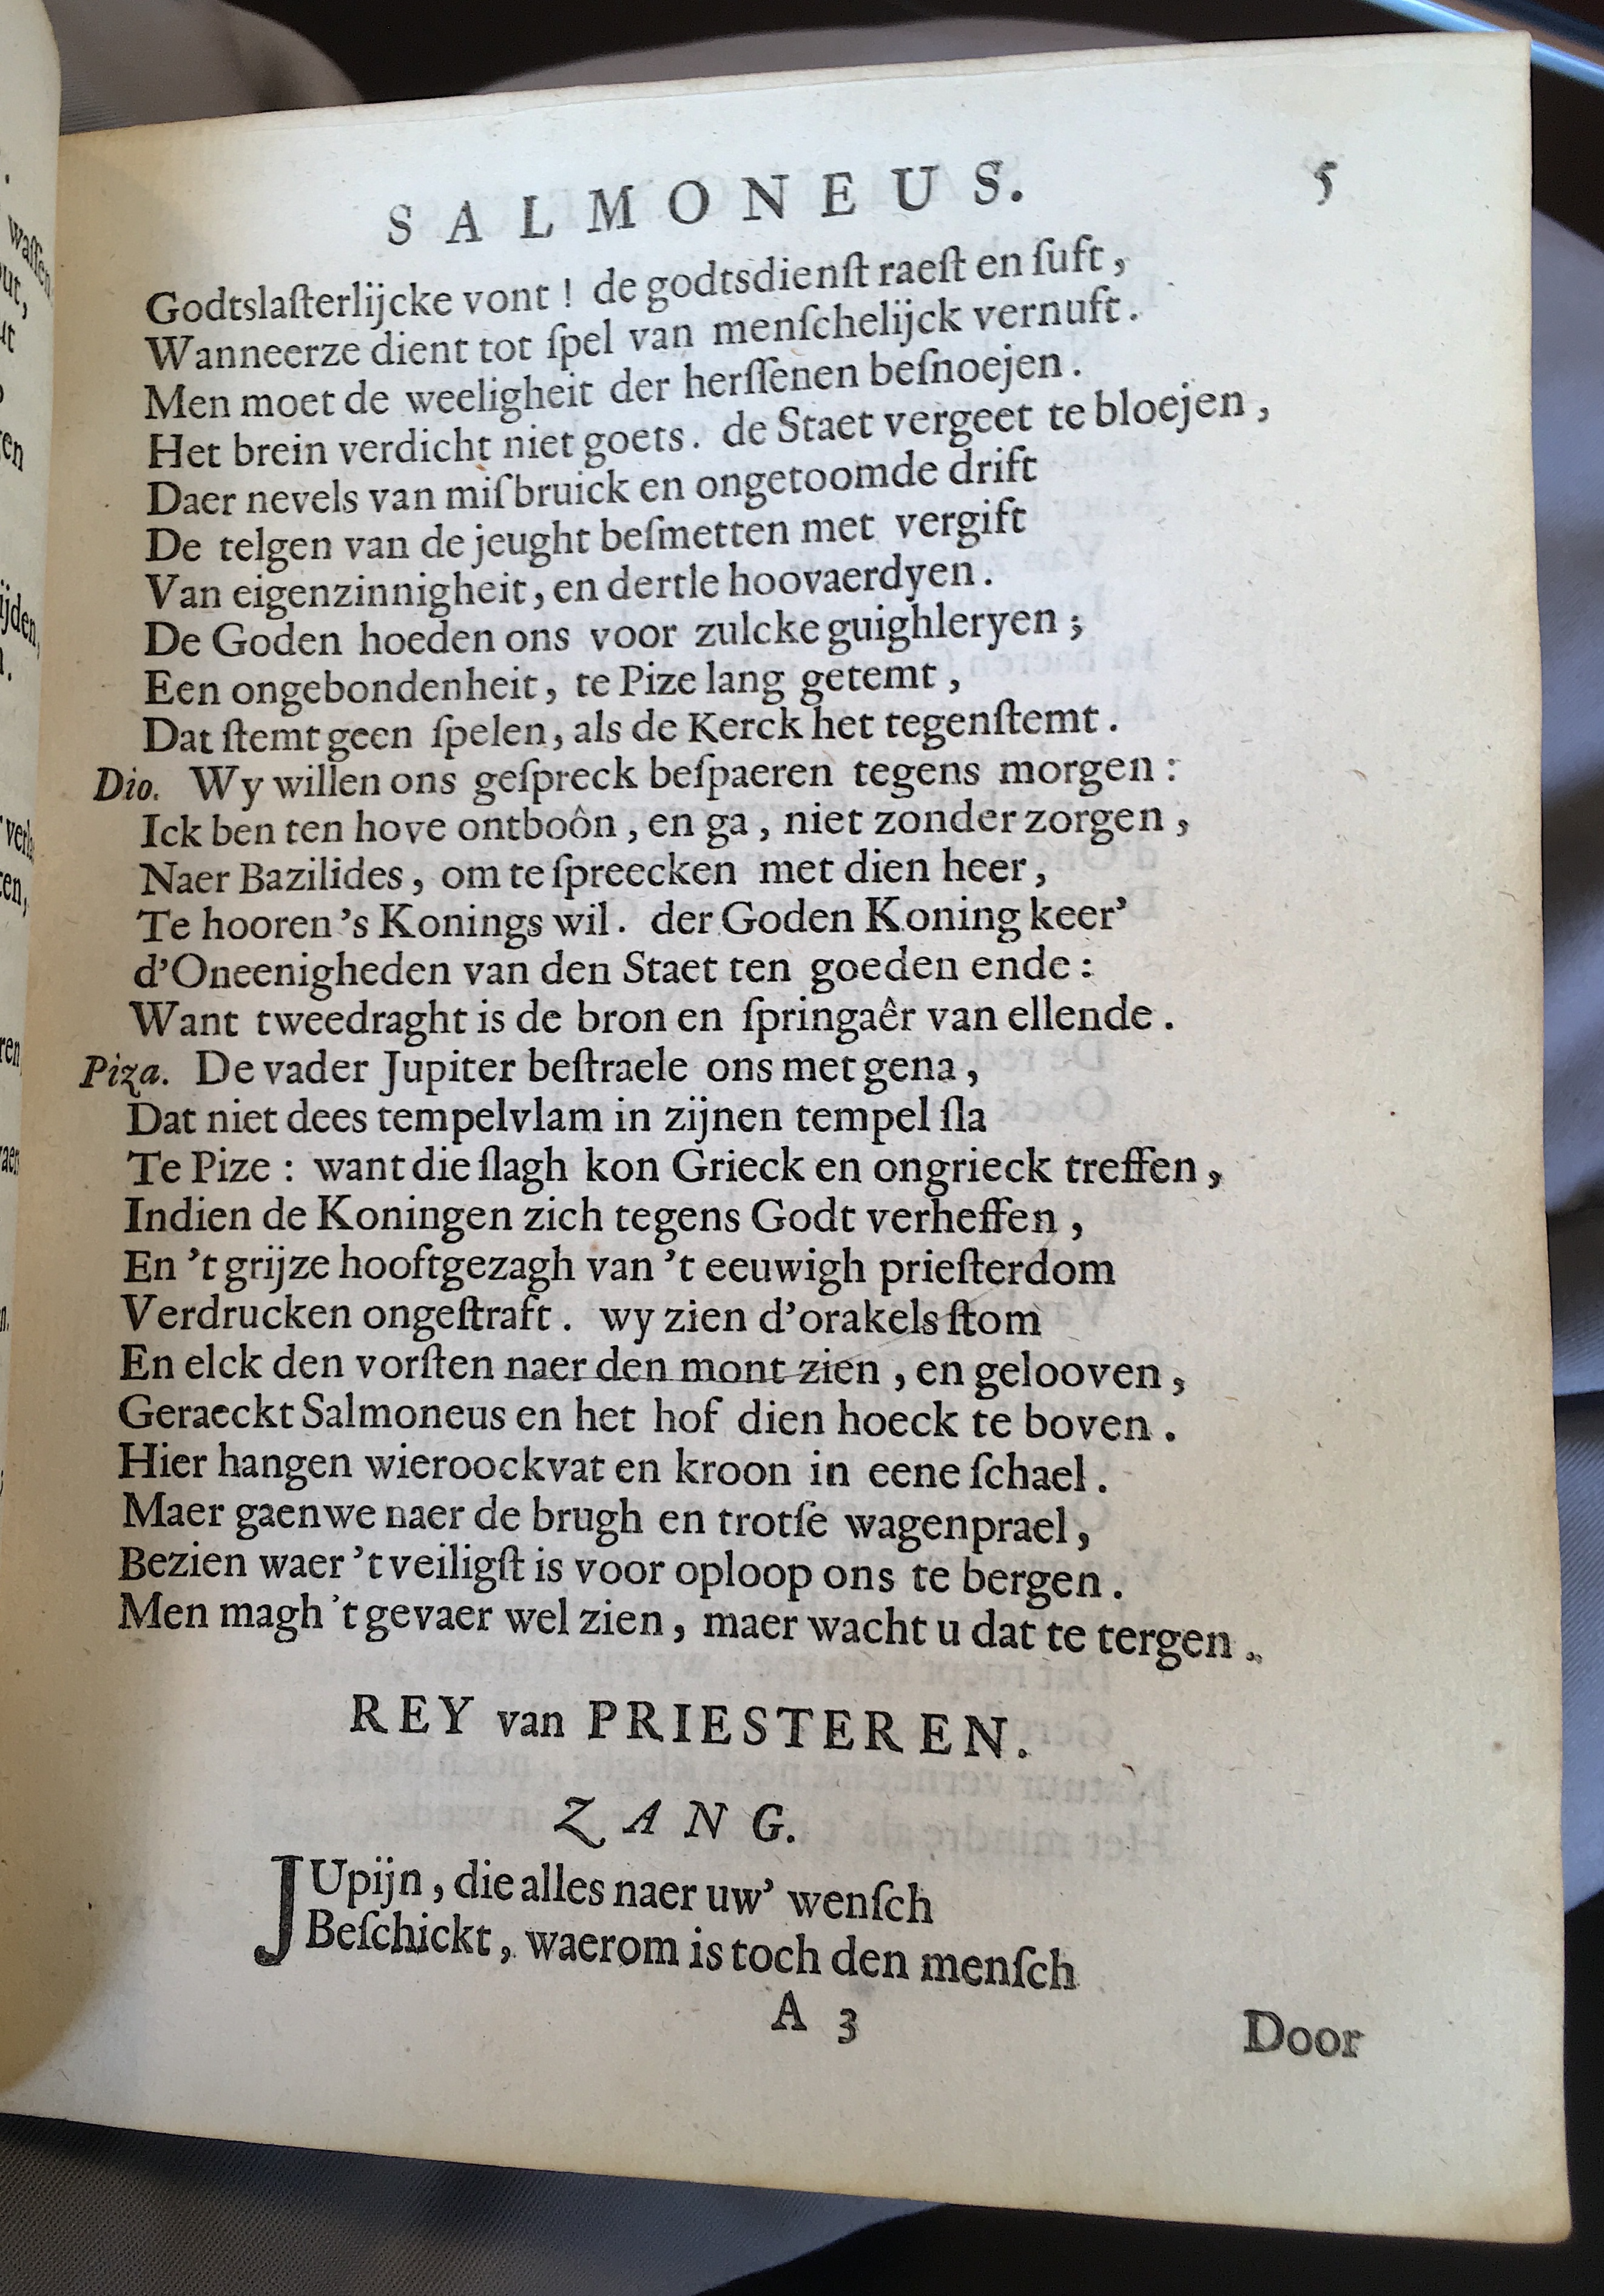 SALMONEUS. 5
Godtslaſterlijcke vont! de godtsdienſt raeſt en ſuft,
Wanneerze dient tot ſpel van menſchelijck vernuft.
Men moet de weeligheit der herſſenen beſnoejen.
Het brein verdicht niet goets. de Staet vergeet te bloejen,
Daer nevels van miſbruick en ongetoomde drift
De telgen van de jeught beſmetten met vergift
Van eigenzinnigheit, en dertle hoovaerdyen.
De Goden hoeden ons voor zulcke guighleryen;
Een ongebondenheit, te Pize lang getemt,
Dat ſtemt geen ſpelen, als de Kerck het tegenſtemt.
Dio. Wy willen ons geſpreck beſpaeren tegens morgen:
Ick ben ten hove ontboôn, en ga, niet zonder zorgen,
Naer Bazilides, om te ſpreecken met dien heer,
Te hooren 's Konings wil. der Goden Koning keer'
d'Oneenigheden van den Staet ten goeden ende:
Want tweedraght is de bron en ſpringaêr van ellende.
Piza. De vader Jupiter beſtraele ons met gena,
Dat niet dees tempelvlam in zijnen tempel ſla
Te Pize: want die ſlagh kon Grieck en ongrieck treffen,
Indien de Koningen zich tegens Godt verheffen,
En 't grijze hooftgezagh van 't eeuwigh prieſterdom
Verdrucken ongeſtraft. wy zien d'orakels ſtom
En elck den vorſten naer den mont zien, en gelooven,
Geraeckt Salmoneus en het hof dien hoeck te boven.
Hier hangen wieroockvat en kroon in eene ſchael.
Maer gaenwe naer de brugh en trotſe wagenprael,
Bezien waer 't veiligſt is voor oploop ons te bergen.
Men magh 't gevaer wel zien, maer wacht u dat te tergen.
REY van PRIESTEREN.
ZANG.
JUpijn, die alles naer uw' wenſch
Beſchickt, waerom is toch den menſch
A 3 Door
waſſen
ijden,